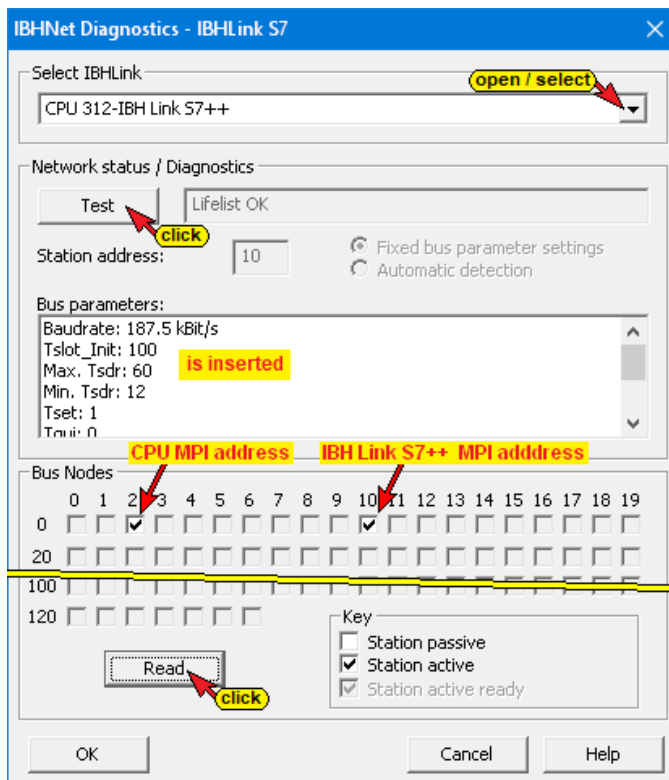 IBHNet Diagnostics - IBHLink S7
Select IBHLink
open / select
CPU 312-IBH Link S7++
Network status / Diagnostics
Test
Lifelist OK
click
Station address:
10
Fixed bus parameter settings
Automatic detection
Bus parameters:
Baudrate: 187.5 kBit/s
Tslot_Init: 100
Max. Tsdr: 60
is inserted
Min. Tsdr: 12
Tset: 1
Tqui: 0
CPU MPI address
IBH Link S7++ MPI adddress
Bus Nodes
0 1 2 3 4 5 6 7 8 9 10 11 12 13 14 15 16 17 18 19
0
20
100
120
Key
Station passive
Station active
Station active ready
Read
click
OK
Cancel
Help